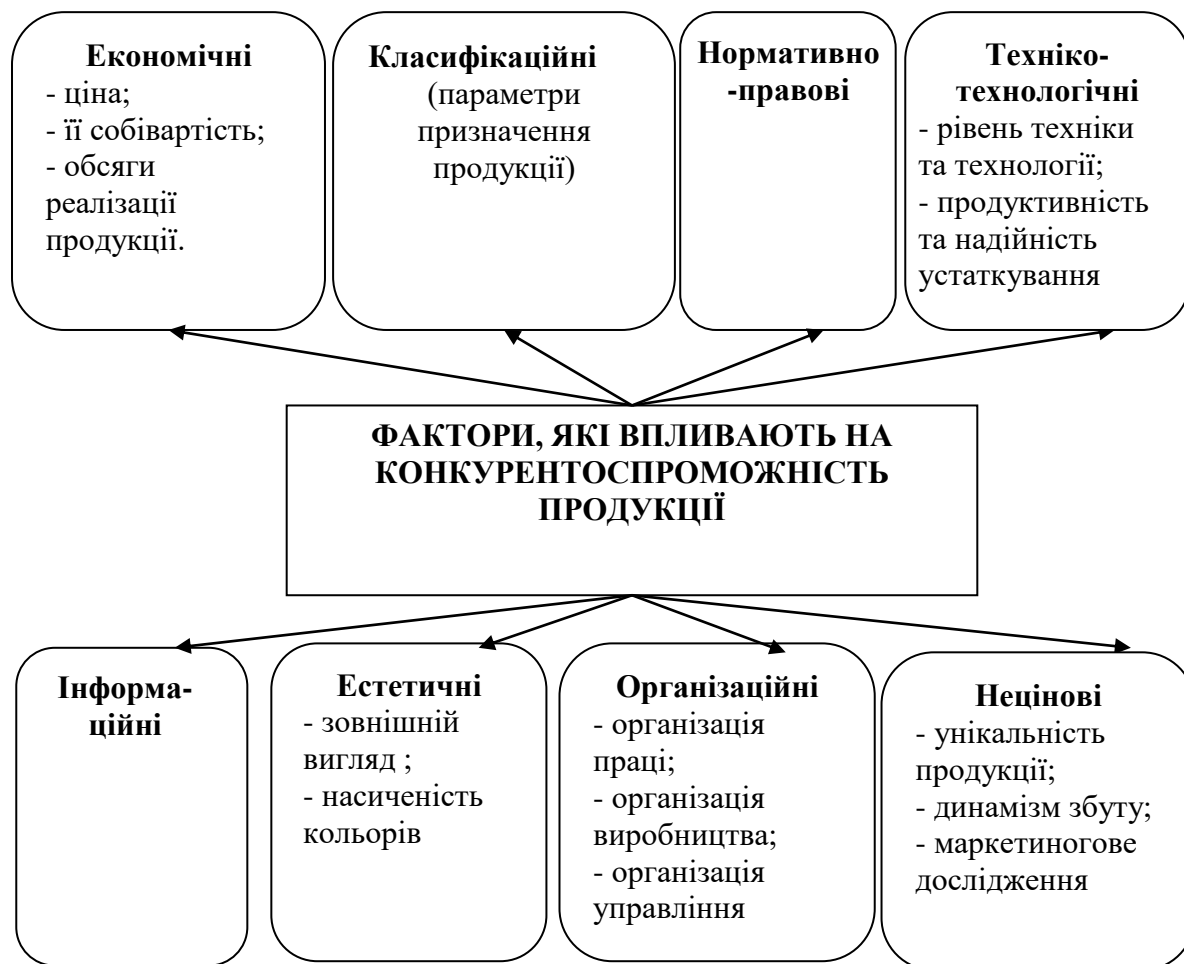 Економічні
- ціна;
- її собівартість;
- обсяги
реалізації
продукції.
Класифікаційні
(параметри
призначення
продукції)
Нормативно
-правові
Техніко-
технологічні
- рівень техніки
та технології;
- продуктивність
та надійність
устаткування
ФАКТОРИ, ЯКІ ВПЛИВАЮТЬ НА
КОНКУРЕНТОСПРОМОЖНІСТЬ
ПРОДУКЦІЇ
Інформа-
ційні
Естетичні
- зовнішній
вигляд ;
- насиченість
кольорів
Організаційні
- організація
праці;
- організація
виробництва;
- організація
управління
Нецінові
- унікальність
продукції;
- динамізм збуту;
- маркетиногове
дослідження